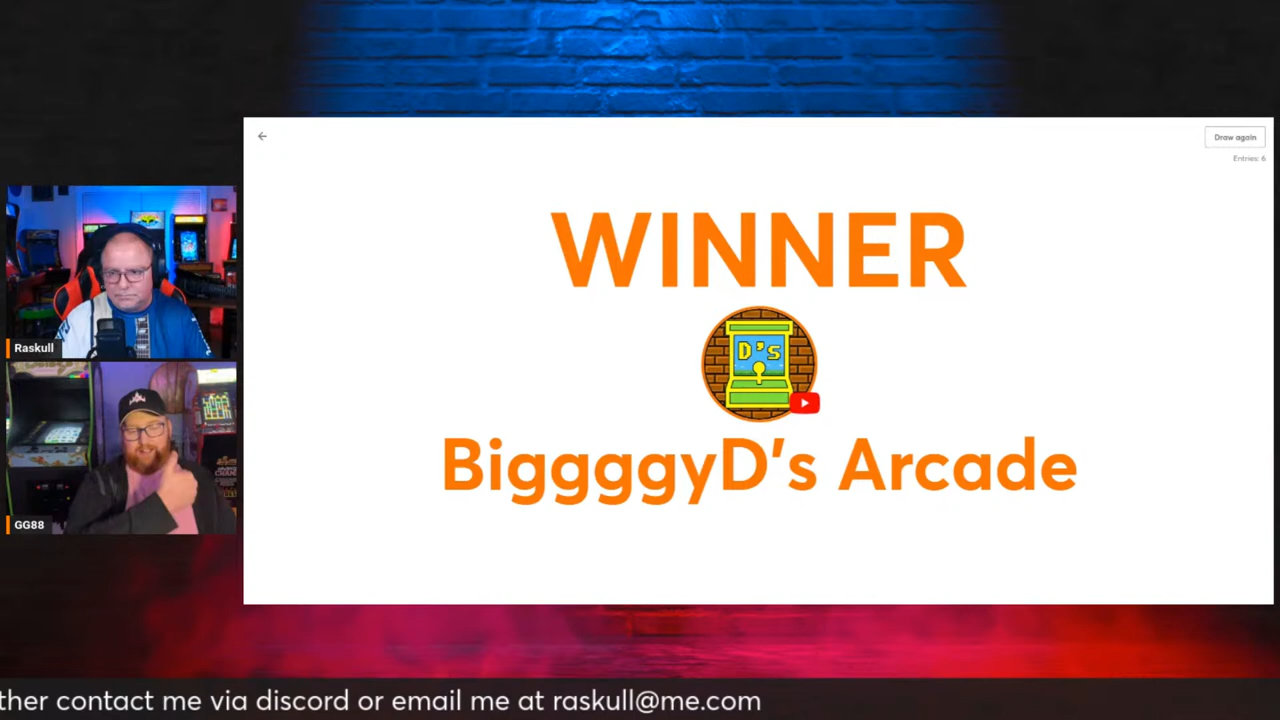 Draw again
Entries: 6
WINNER
D's
BiggggyD's Arcade
Raskull
GG88
ther contact me via discord or email me at raskull@me.com